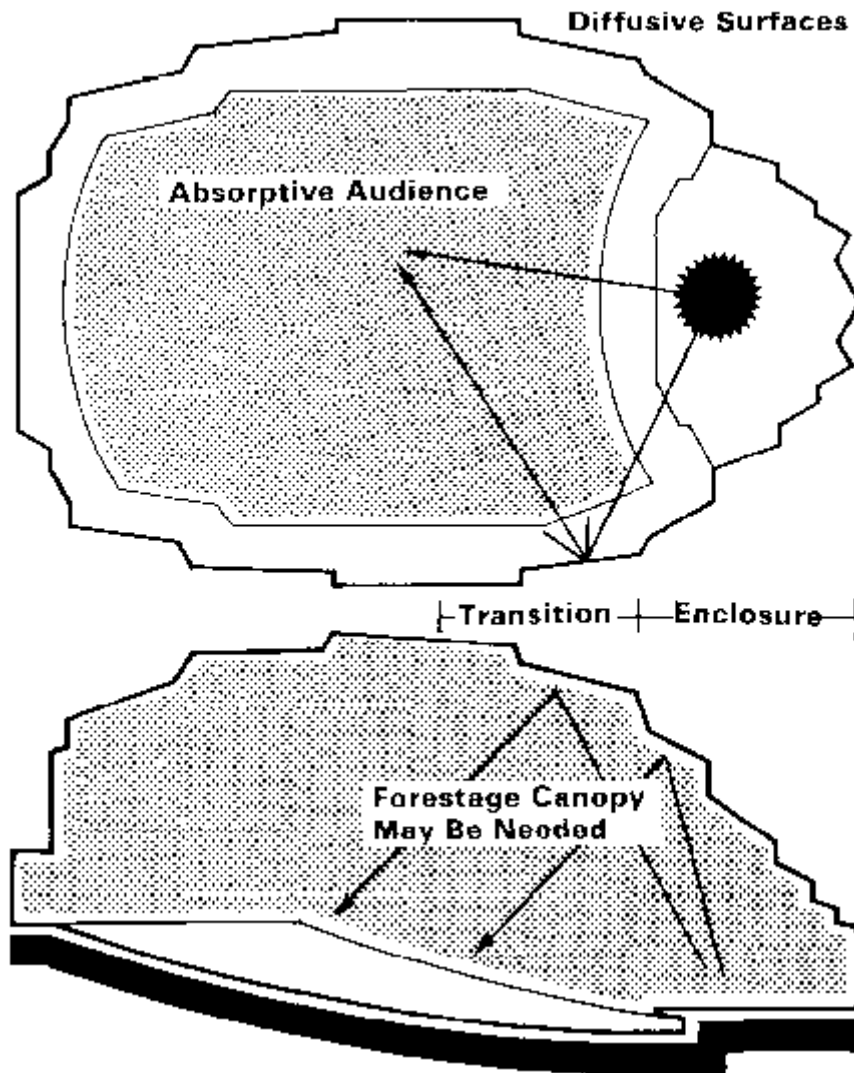 Diffusive Surfaces
Absorptive Audience
Transition
Enclosure
Forestage Canopy
May Be Needed